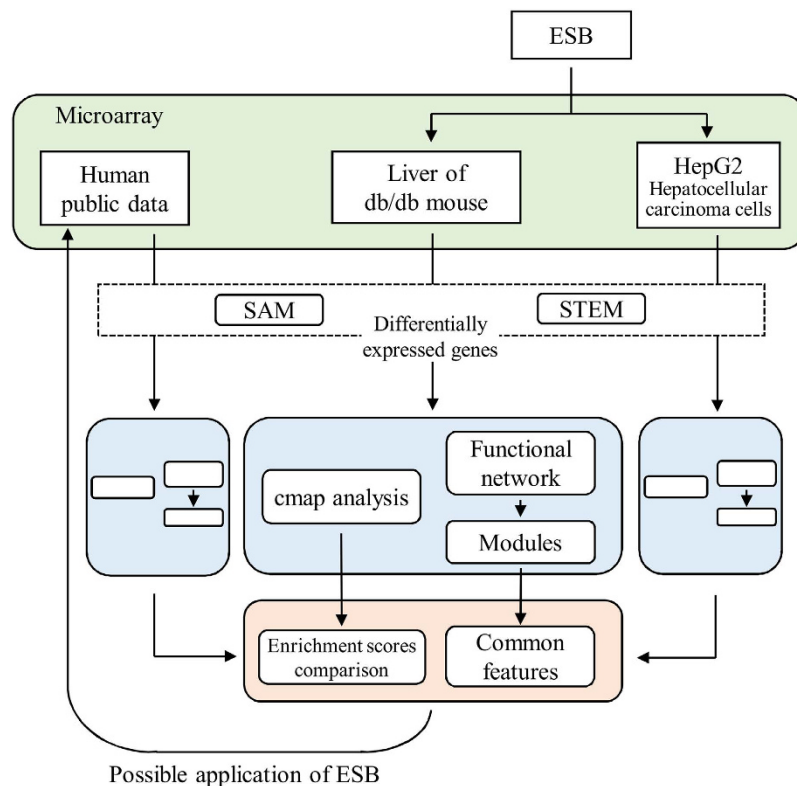 ESB
Microarray
Human
public data
Liver of
db/db mouse
HepG2
Hepatocellular
carcinoma cells
SAM
STEM
Differentially
expressed genes
cmap analysis
Functional
network
Modules
Enrichment scores
comparison
Common
features
Possible application of ESB